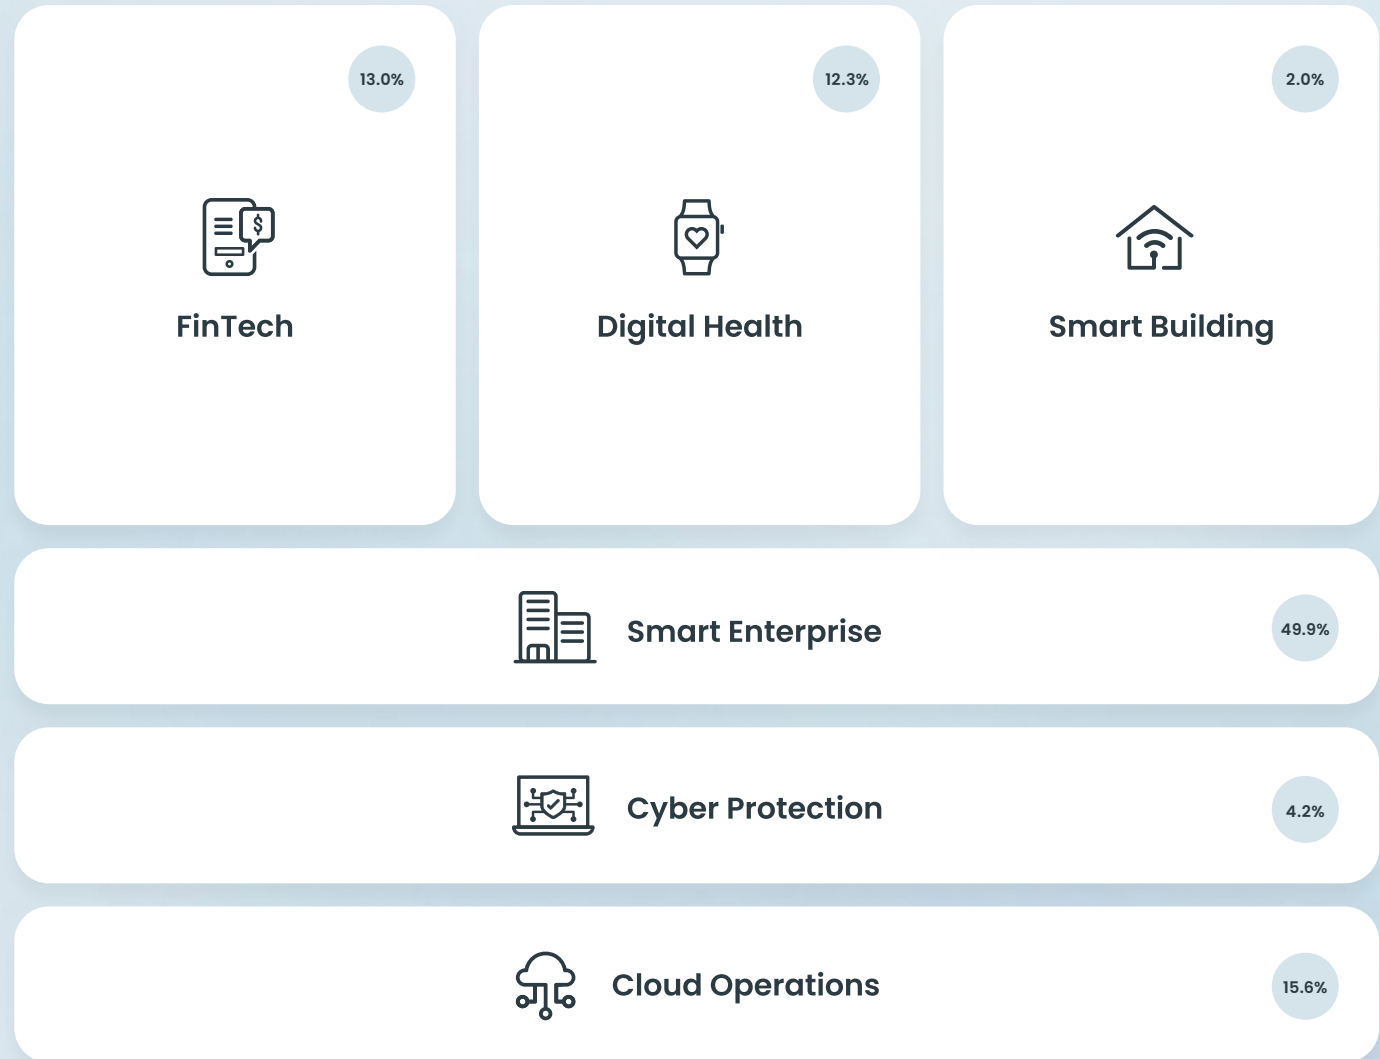 13.0%
FinTech
12.3%
Digital Health
2.0%
Smart Building
Smart Enterprise
49.9%
Cyber Protection
4.2%
Cloud Operations
15.6%